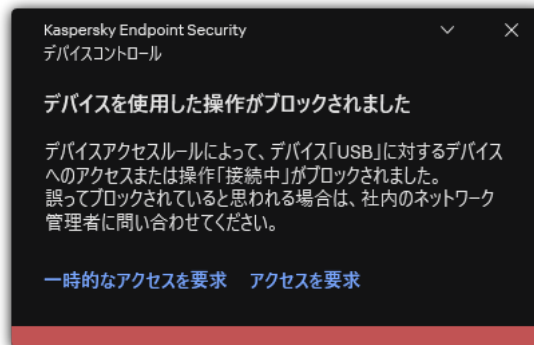 Kaspersky Endpoint Security
デバイスコントロール
デバイスを使用した操作がブロックされました
デバイスアクセスルールによって、デバイス「USB」に対するデバイス
へのアクセスまたは操作「接続中」がブロックされました。
誤ってブロックされていると思われる場合は、社内のネットワーク
管理者に問い合わせてください。
一時的なアクセスを要求 アクセスを要求